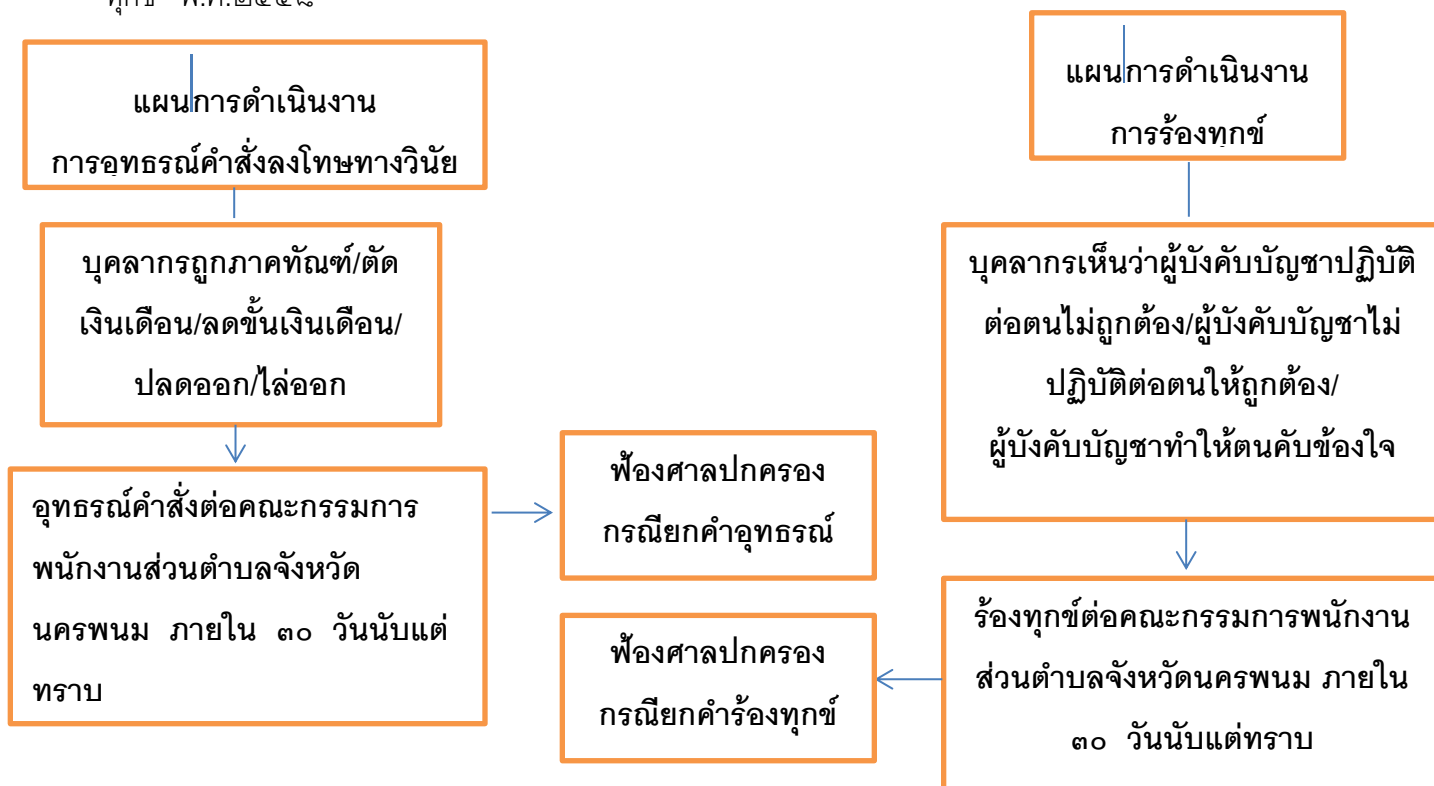 ทุกข์ พ.ศ.๒๕๕๘
แผนการดำเนินงาน
การอุทธรณ์คำสั่งลงโทษทางวินัย
บุคลากรถูกภาคทัณฑ์/ตัด
เงินเดือน/ลดขั้นเงินเดือน/
ปลดออก/ไล่ออก
อุทธรณ์คำสั่งต่อคณะกรรมการ
พนักงานส่วนตำบลจังหวัด
นครพนม ภายใน ๓๐ วันนับแต่
ทราบ
ฟ้องศาลปกครอง
กรณียกคำอุทธรณ์
แผนการดำเนินงาน
การร้องทุกข์
บุคลากรเห็นว่าผู้บังคับบัญชาปฏิบัติ
ต่อตนไม่ถูกต้อง/ผู้บังคับบัญชาไม่
ปฏิบัติต่อตนให้ถูกต้อง/
ผู้บังคับบัญชาทำให้ตนคับข้องใจ
ร้องทุกข์ต่อคณะกรรมการพนักงาน
ส่วนตำบลจังหวัดนครพนม ภายใน
๓๐ วันนับแต่ทราบ
ฟ้องศาลปกครอง
กรณียกคำร้องทุกข์